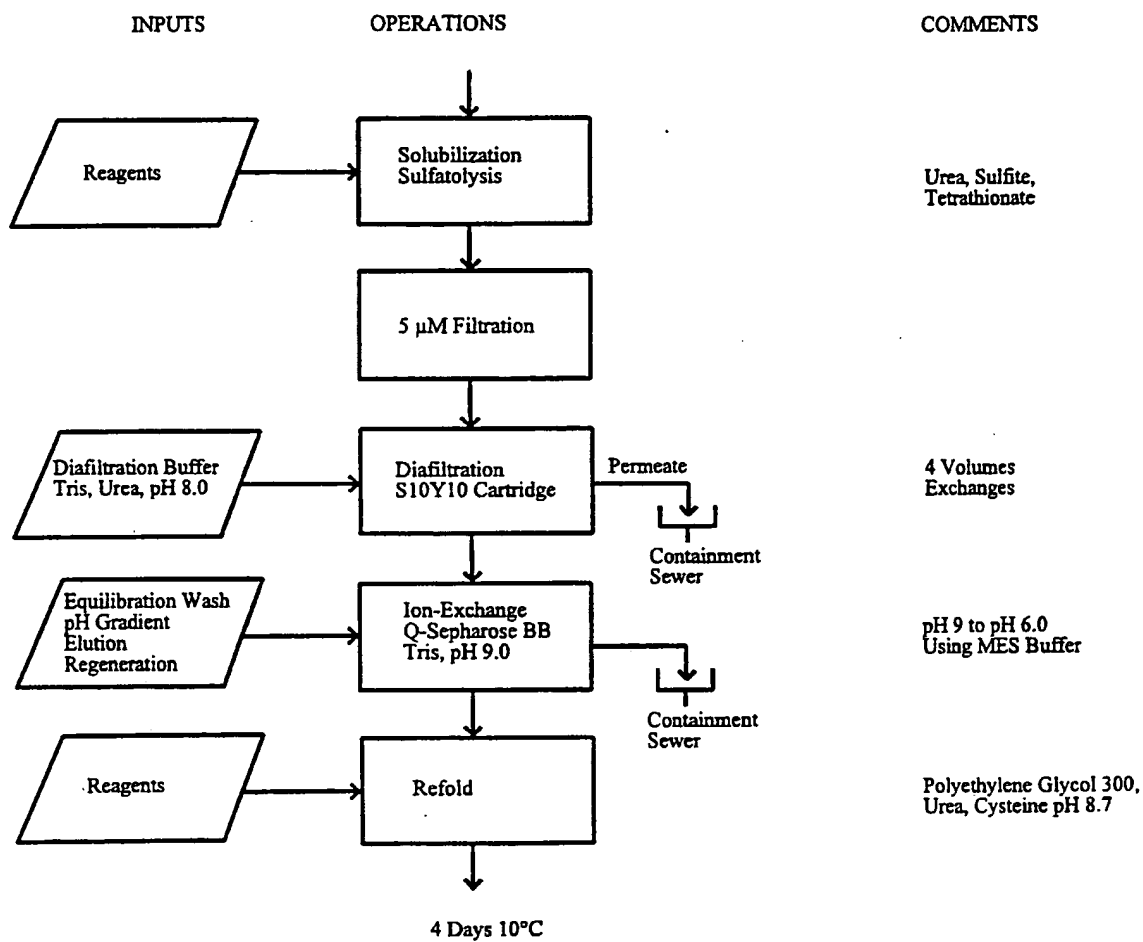 INPUTS
OPERATIONS
COMMENTS
Reagents
Solubilization
Sulfatolysis
Urea, Sulfite,
Tetrathionate
5 µM Filtration
Diafiltration Buffer
Tris, Urea, pH 8.0
Diafiltration
S10Y10 Cartridge
Permeate
4 Volumes
Exchanges
Containment
Sewer
Equilibration Wash
pH Gradient
Elution
Regeneration
Ion-Exchange
Q-Sepharose BB
Tris, pH 9.0
pH 9 to pH 6.0
Using MES Buffer
Containment
Sewer
Reagents
Refold
Polyethylene Glycol 300,
Urea, Cysteine pH 8.7
4 Days 10°C